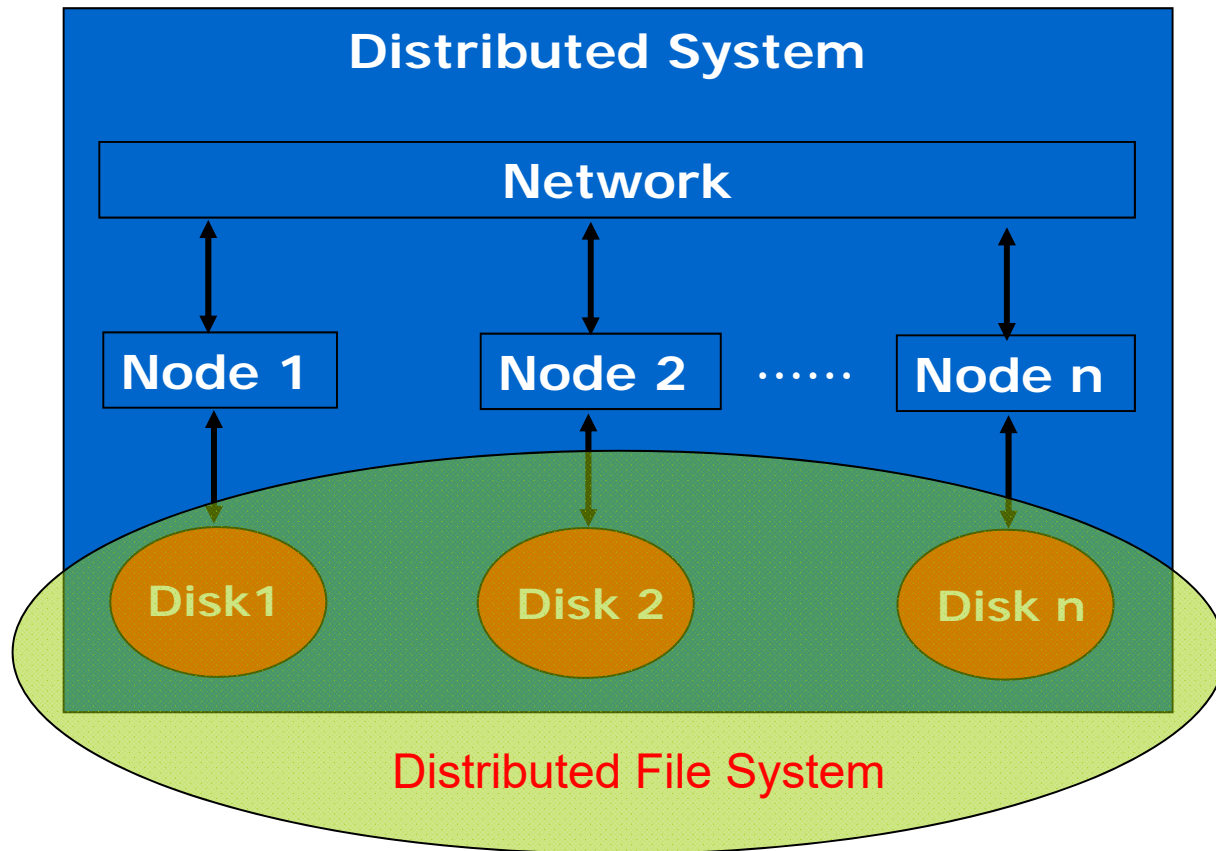 Distributed System
Network
Node 1 Node 2 ...... Node n
Disk1 Disk 2 Disk n
Distributed File System